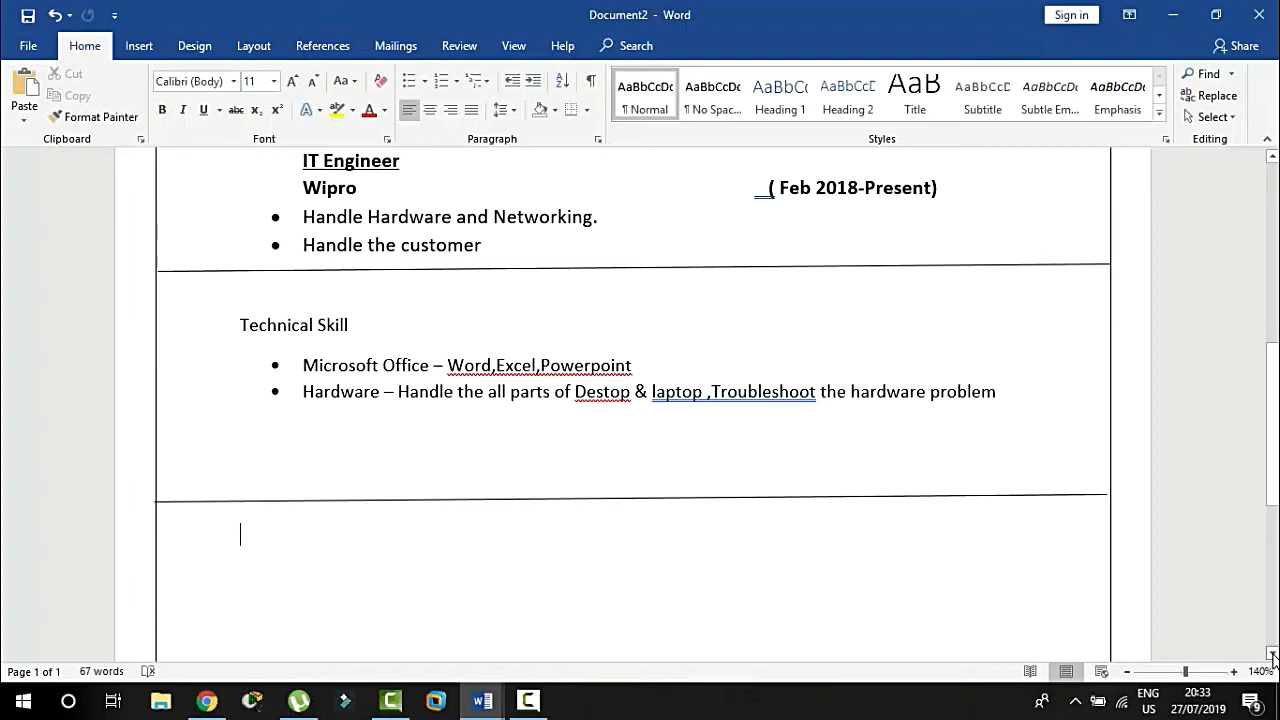 Document2 - Word
Sign in
File Home Insert Design Layout References Mailings Review View Help Search Share
Paste
Cut
Copy
Format Painter
Clipboard
Calibri (Body) 11
Font
Paragraph
AaBbCcDc AaBbCcDc AaBbCc AaBbCcD AaB AaBbCcD AaBbCcDc AaBbCcDc
¶ Normal ¶ No Spac... Heading 1 Heading 2 Title Subtitle Subtle Em... Emphasis
Styles
Find
Replace
Select
Editing
IT Engineer
Wipro ( Feb 2018-Present)
• Handle Hardware and Networking.
• Handle the customer
Technical Skill
• Microsoft Office – Word,Excel,Powerpoint
• Hardware – Handle the all parts of Destop & laptop ,Troubleshoot the hardware problem
Page 1 of 1 67 words 140%
ENG
US
20:33
27/07/2019
9